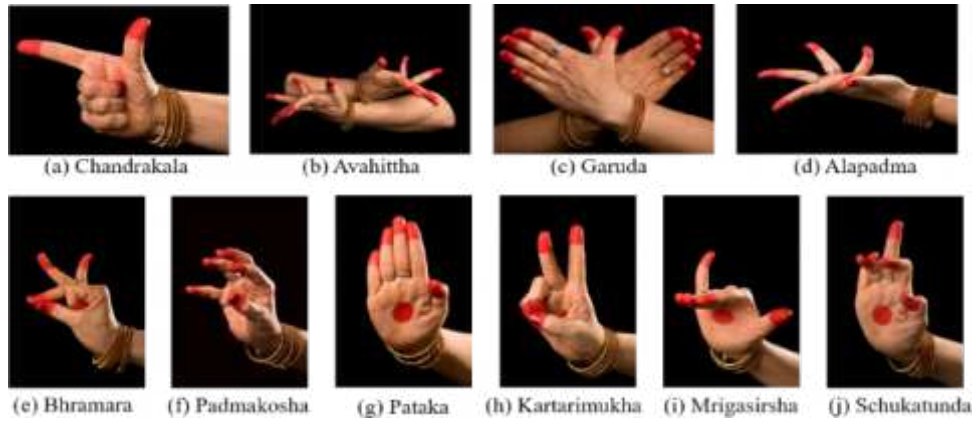 (a) Chandrakala (b) Avahittha (c) Garuda (d) Alapadma
(e) Bhramara (f) Padmakosha (g) Pataka (h) Kartarimukha (i) Mrigasirsha (j) Schukatunda